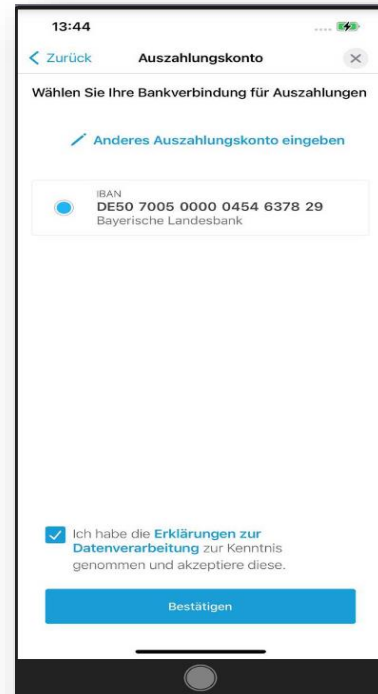 13:44
Zurück Auszahlungskonto
Wählen Sie Ihre Bankverbindung für Auszahlungen
Anderes Auszahlungskonto eingeben
IBAN
DE50 7005 0000 0454 6378 29
Bayerische Landesbank
Ich habe die Erklärungen zur
Datenverarbeitung zur Kenntnis
genommen und akzeptiere diese.
Bestätigen